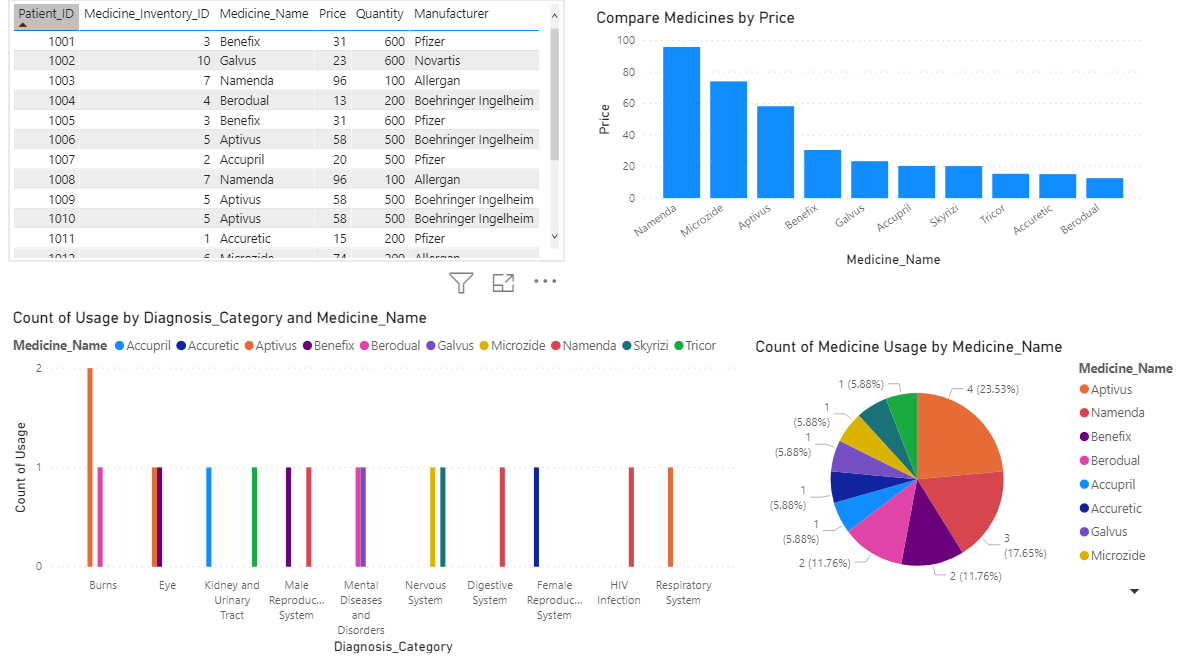 Patient_ID Medicine_Inventory_ID Medicine_Name Price Quantity Manufacturer
1001 3 Benefix 31 600 Pfizer
1002 10 Galvus 23 600 Novartis
1003 7 Namenda 96 100 Allergan
1004 4 Berodual 13 200 Boehringer Ingelheim
1005 3 Benefix 31 600 Pfizer
1006 5 Aptivus 58 500 Boehringer Ingelheim
1007 2 Accupril 20 500 Pfizer
1008 7 Namenda 96 100 Allergan
1009 5 Aptivus 58 500 Boehringer Ingelheim
1010 5 Aptivus 58 500 Boehringer Ingelheim
1011 1 Accuretic 15 200 Pfizer
1012 6 Microzide 74 200 Allergan
Compare Medicines by Price
Price
100
80
60
40
20
0
Namenda
Microzide
Aptivus
Benefix
Galvus
Accupril
Skyrizi
Tricor
Accuretic
Berodual
Medicine_Name
Count of Usage by Diagnosis_Category and Medicine_Name
Medicine_Name Accupril Accuretic Aptivus Benefix Berodual Galvus Microzide Namenda Skyrizi Tricor
Count of Usage
2
1
0
Burns
Eye
Kidney and
Urinary
Tract
Male
Reproduc...
System
Mental
Diseases
and
Disorders
Nervous
System
Digestive
System
Female
Reproduc...
System
HIV
Infection
Respiratory
System
Diagnosis_Category
Count of Medicine Usage by Medicine_Name
4 (23.53%)
3
(17.65%)
2 (11.76%)
2 (11.76%)
1
(5.88%)
1
(5.88%)
1
(5.88%)
1
(5.88%)
1 (5.88%)
Medicine_Name
Aptivus
Namenda
Benefix
Berodual
Accupril
Accuretic
Galvus
Microzide